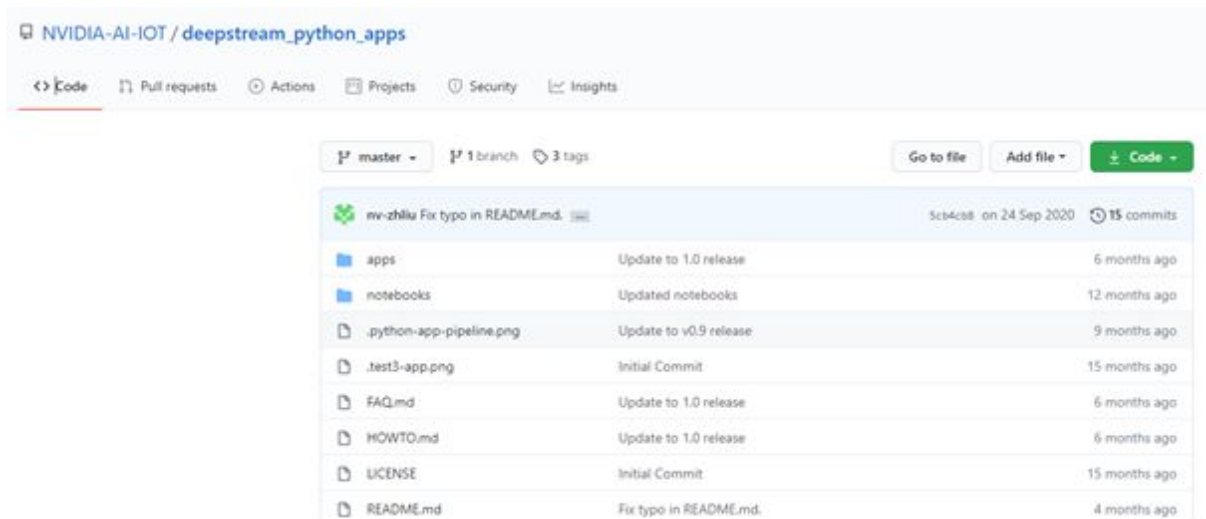 NVIDIA-AI-IOT / deepstream_python_apps
<> Code Pull requests Actions Projects Security Insights
master 1 branch 3 tags Go to file Add file Code
nv-zhliu Fix typo in README.md. ... 5cb4cb8 on 24 Sep 2020 15 commits
apps Update to 1.0 release 6 months ago
notebooks Updated notebooks 12 months ago
.python-app-pipeline.png Update to v0.9 release 9 months ago
.test3-app.png Initial Commit 15 months ago
FAQ.md Update to 1.0 release 6 months ago
HOWTO.md Update to 1.0 release 6 months ago
LICENSE Initial Commit 15 months ago
README.md Fix typo in README.md. 4 months ago